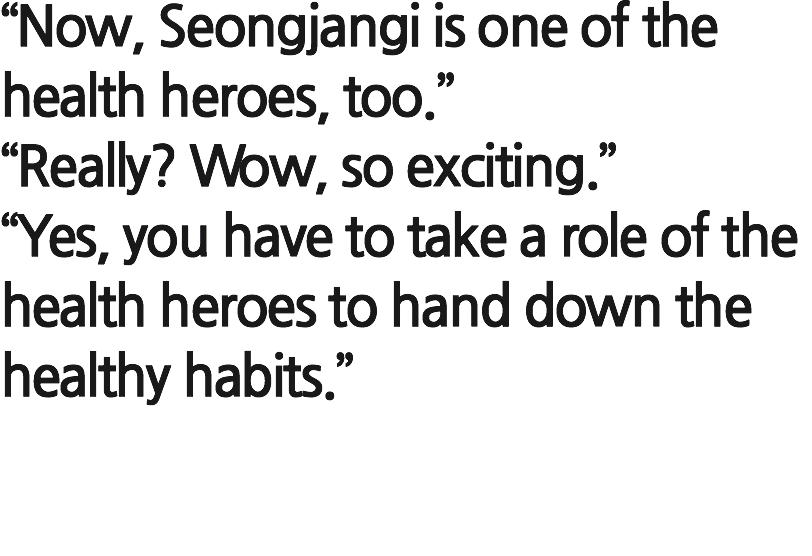 “Now, Seongjangi is one of the
health heroes, too.”
“Really? Wow, so exciting.”
“Yes, you have to take a role of the
health heroes to hand down the
healthy habits.”